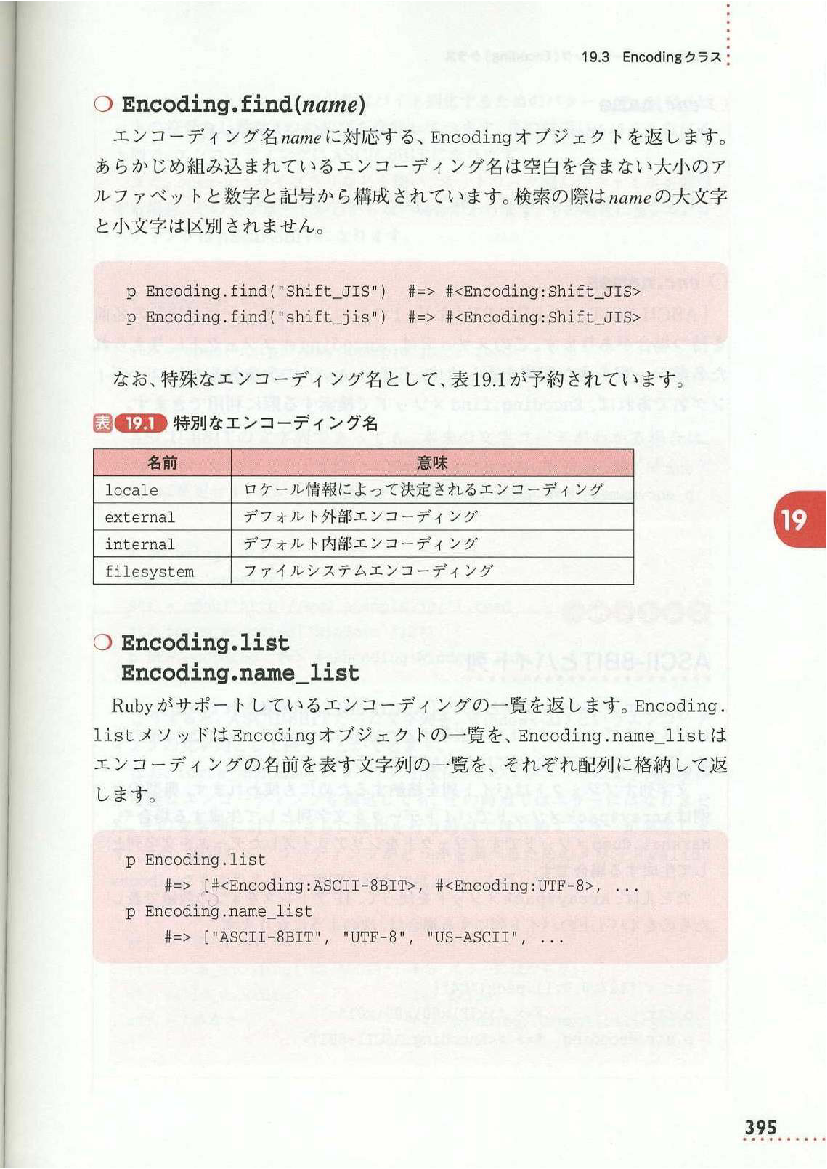 19.3 Encodingクラス
Encoding.find(name)
エンコーディング名nameに対応する、Encodingオブジェクトを返します。
あらかじめ組み込まれているエンコーディング名は空白を含まない大小のア
ルファベットと数字と記号から構成されています。検索の際はnameの大文字
と小文字は区別されません。
p Encoding.find("Shift_JIS") #=> #<Encoding:Shift_JIS>
p Encoding.find("shift_jis") #=> #<Encoding:Shift_JIS>
なお、特殊なエンコーディング名として、表19.1が予約されています。
表 19.1 特別なエンコーディング名
名前 意味
locale ロケール情報によって決定されるエンコーディング
external デフォルト外部エンコーディング
internal デフォルト内部エンコーディング
filesystem ファイルシステムエンコーディング
19
Encoding.list
Encoding.name_list
Rubyがサポートしているエンコーディングの一覧を返します。Encoding.
listメソッドはEncodingオブジェクトの一覧を、Encoding.name_listは
エンコーディングの名前を表す文字列の一覧を、それぞれ配列に格納して返
します。
p Encoding.list
#=> [#<Encoding:ASCII-8BIT>, #<Encoding:UTF-8>, ...
p Encoding.name_list
#=> ["ASCII-8BIT", "UTF-8", "US-ASCII", ...
395